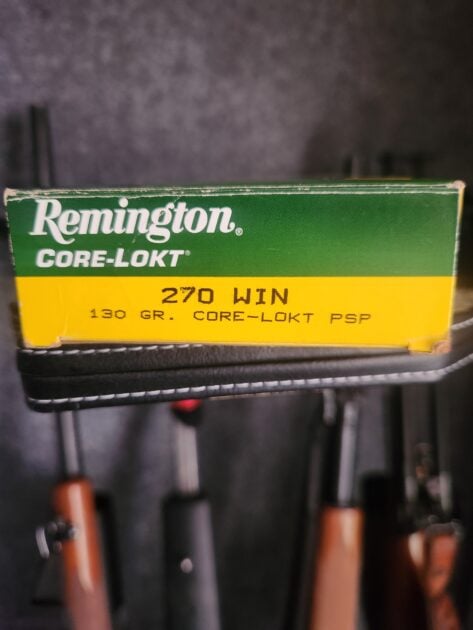 Remington®
CORE-LOKT®
270 WIN
130 GR. CORE-LOKT PSP